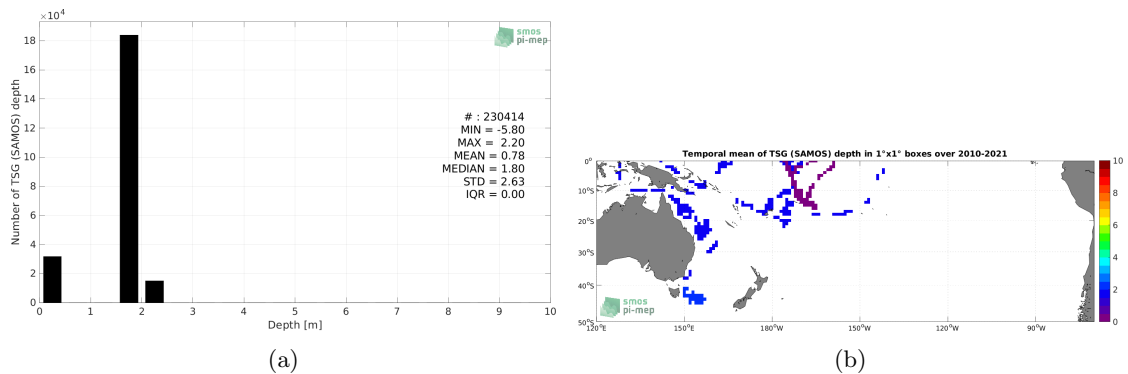 ×10⁴
18
16
14
12
10
8
6
4
2
0
Number of TSG (SAMOS) depth
0 1 2 3 4 5 6 7 8 9 10
Depth [m]
smos
pi-mep
# : 230414
MIN = -5.80
MAX = 2.20
MEAN = 0.78
MEDIAN = 1.80
STD = 2.63
IQR = 0.00
(a)
Temporal mean of TSG (SAMOS) depth in 1°x1° boxes over 2010-2021
0°
10°S
20°S
30°S
40°S
50°S
120°E 150°E 180°W 150°W 120°W 90°W
smos
pi-mep
10
8
6
4
2
0
(b)